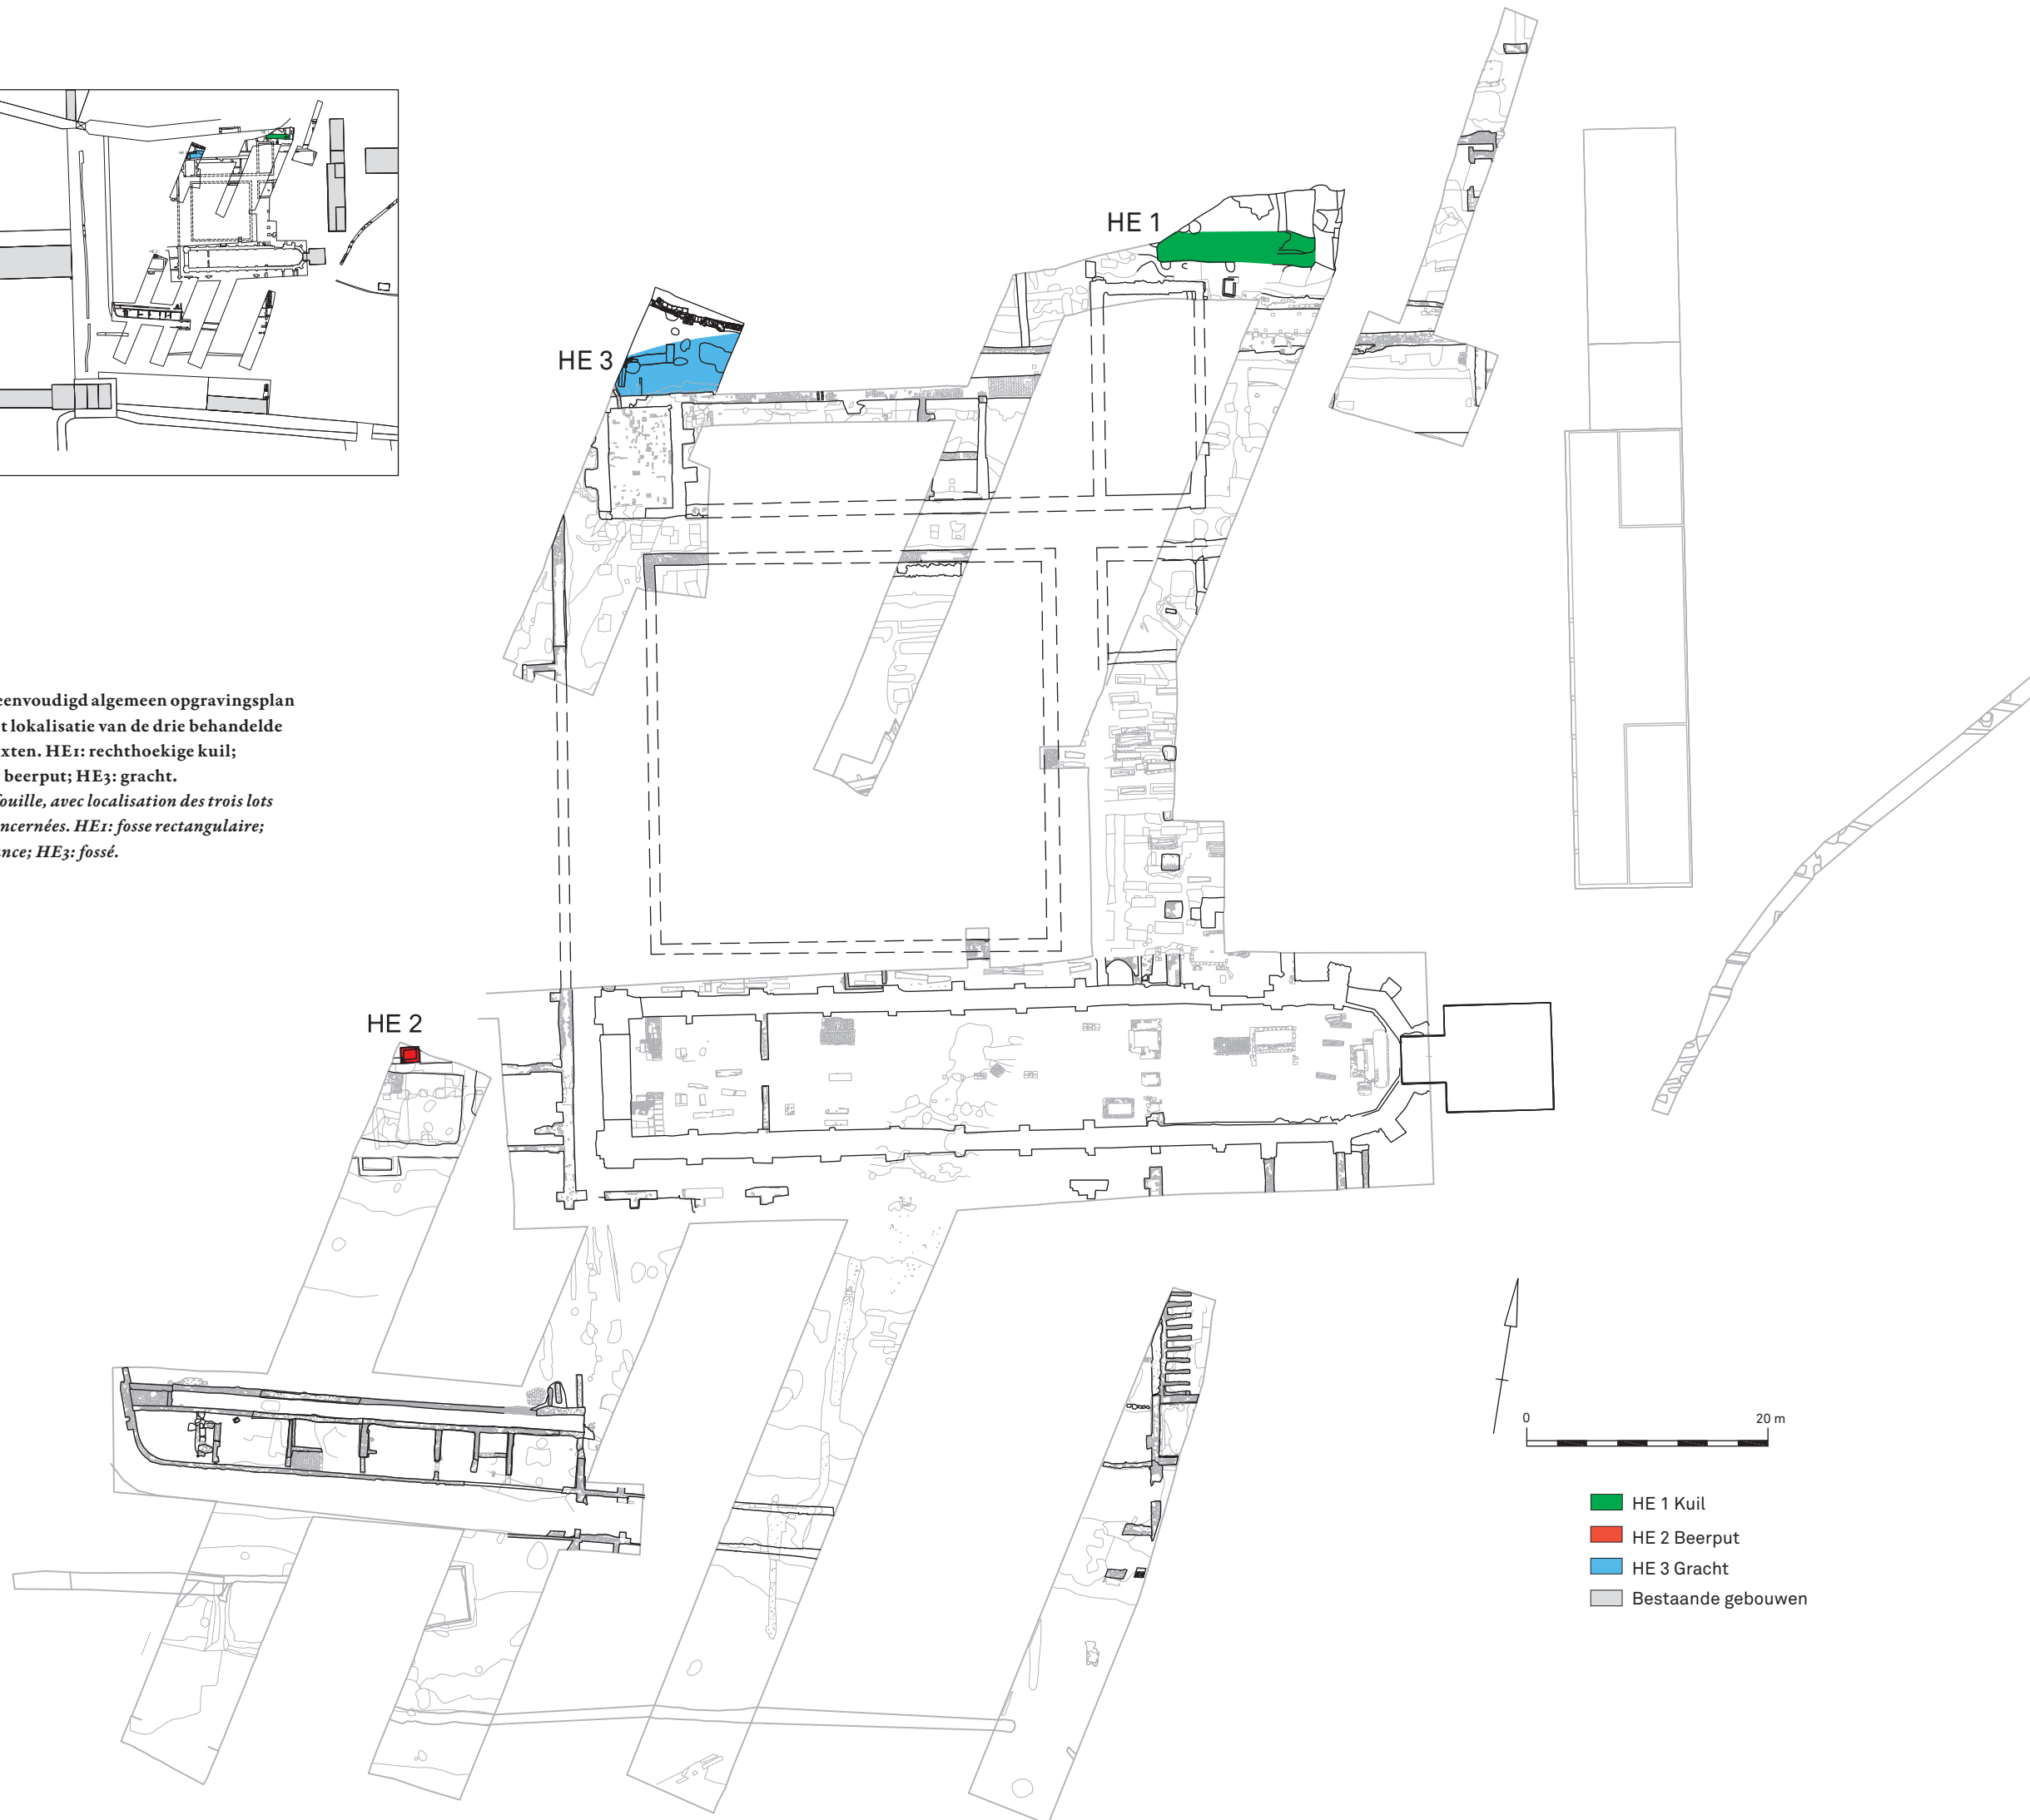 HE 1
HE 3
eenvoudigd algemeen opgravingsplan
t lokalisatie van de drie behandelde
xten. HE1: rechthoekige kuil;
beerput; HE3: gracht.
fouille, avec localisation des trois lots
ncernées. HE1: fosse rectangulaire;
nce; HE3: fossé.
HE 2
0 20 m
HE 1 Kuil
HE 2 Beerput
HE 3 Gracht
Bestaande gebouwen